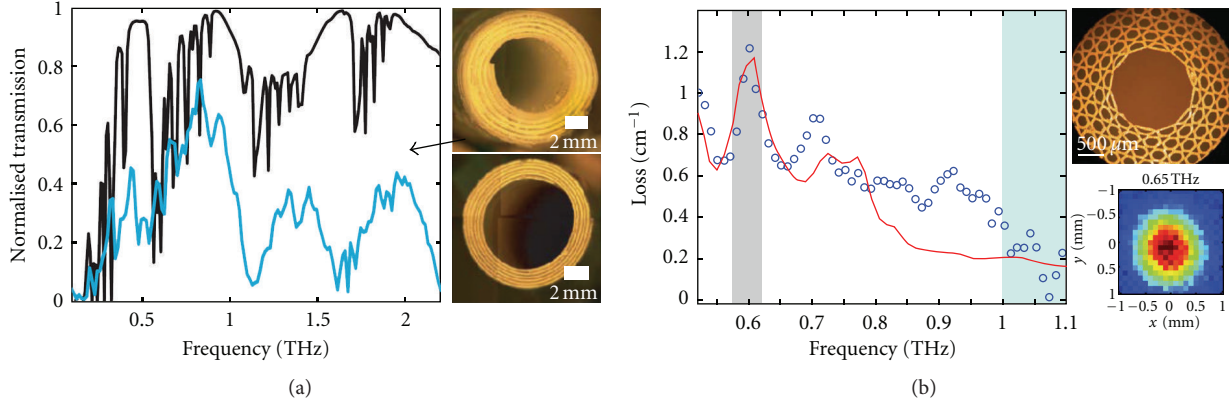 1
0.8
0.6
0.4
0.2
0
Normalised transmission
0.5
1
1.5
2
Frequency (THz)
2 mm
2 mm
(a)
1.2
1.0
0.8
0.6
0.4
0.2
0
Loss (cm−1)
0.6
0.7
0.8
0.9
1
1.1
Frequency (THz)
500 µm
0.65 THz
−1
−0.5
0
0.5
1
y (mm)
−1 −0.5 0 0.5 1
x (mm)
(b)